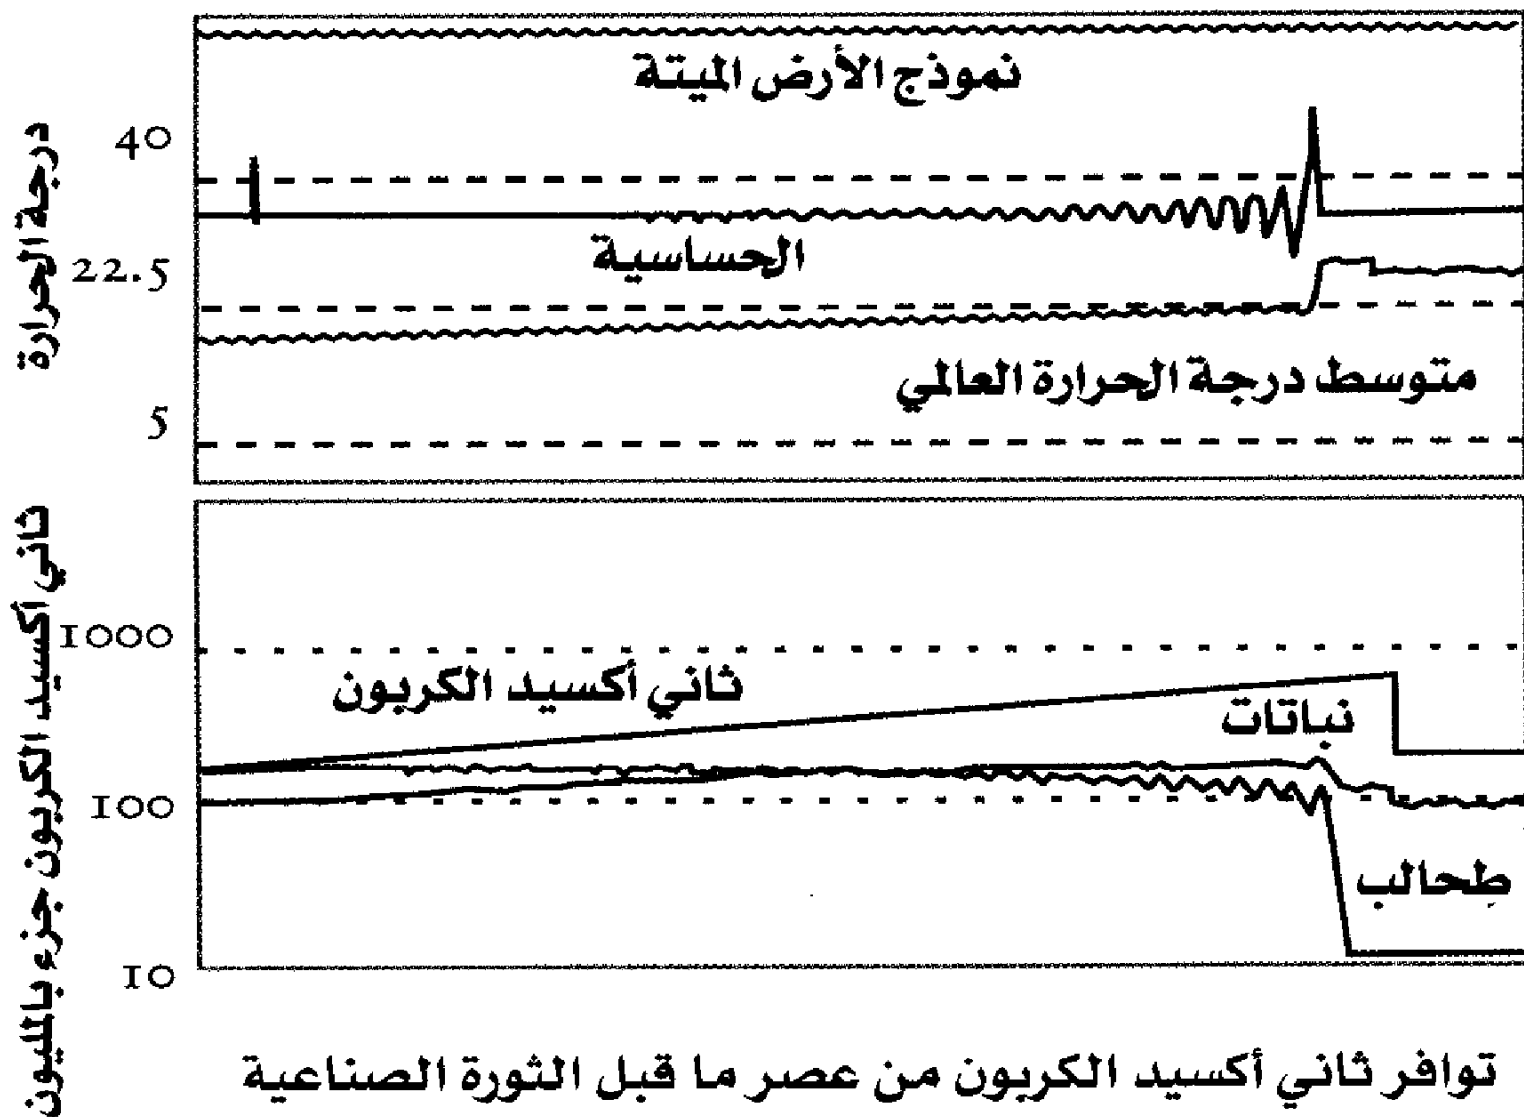 نموذج الأرض الميتة
درجة الحرارة
40
الحساسية
22.5
متوسط درجة الحرارة العالمي
5
ثاني أكسيد الكربون جزء بالمليون
1000
ثاني أكسيد الكربون
نباتات
100
طحالب
10
توافر ثاني أكسيد الكربون من عصر ما قبل الثورة الصناعية